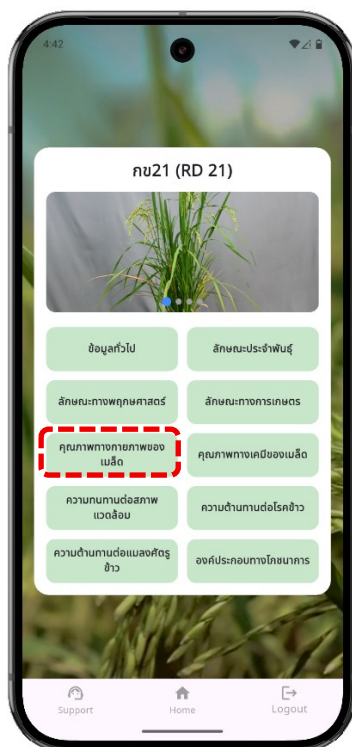 4:42
กข21 (RD 21)
ข้อมูลทั่วไป
ลักษณะประจำพันธุ์
ลักษณะทางพฤกษศาสตร์
ลักษณะทางการเกษตร
คุณภาพทางกายภาพของ
เมล็ด
คุณภาพทางเคมีของเมล็ด
ความทนทานต่อสภาพ
แวดล้อม
ความต้านทานต่อโรคข้าว
ความต้านทานต่อแมลงศัตรู
ข้าว
องค์ประกอบทางโภชนาการ
Support
Home
Logout